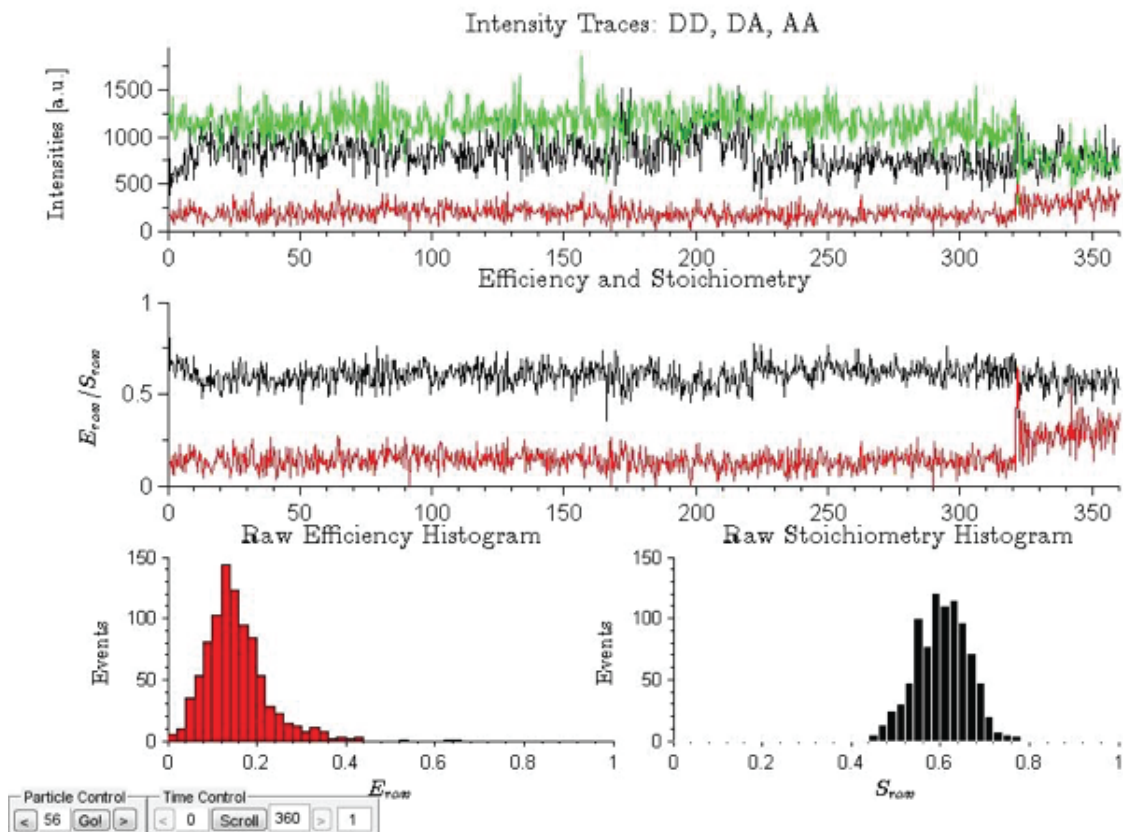 Intensity Traces: DD, DA, AA
Intensities [a.u.]
1500
1000
500
0
0 50 100 150 200 250 300 350
Efficiency and Stoichiometry
E_raw/S_raw
1
0.5
0
0 50 100 150 200 250 300 350
Raw Efficiency Histogram
Events
150
100
50
0
0 0.2 0.4 0.6 0.8 1
E_raw
Raw Stoichiometry Histogram
Events
150
100
50
0
0 0.2 0.4 0.6 0.8 1
S_raw
Particle Control
< 56 Go! >
Time Control
< 0 Scroll 360 > 1